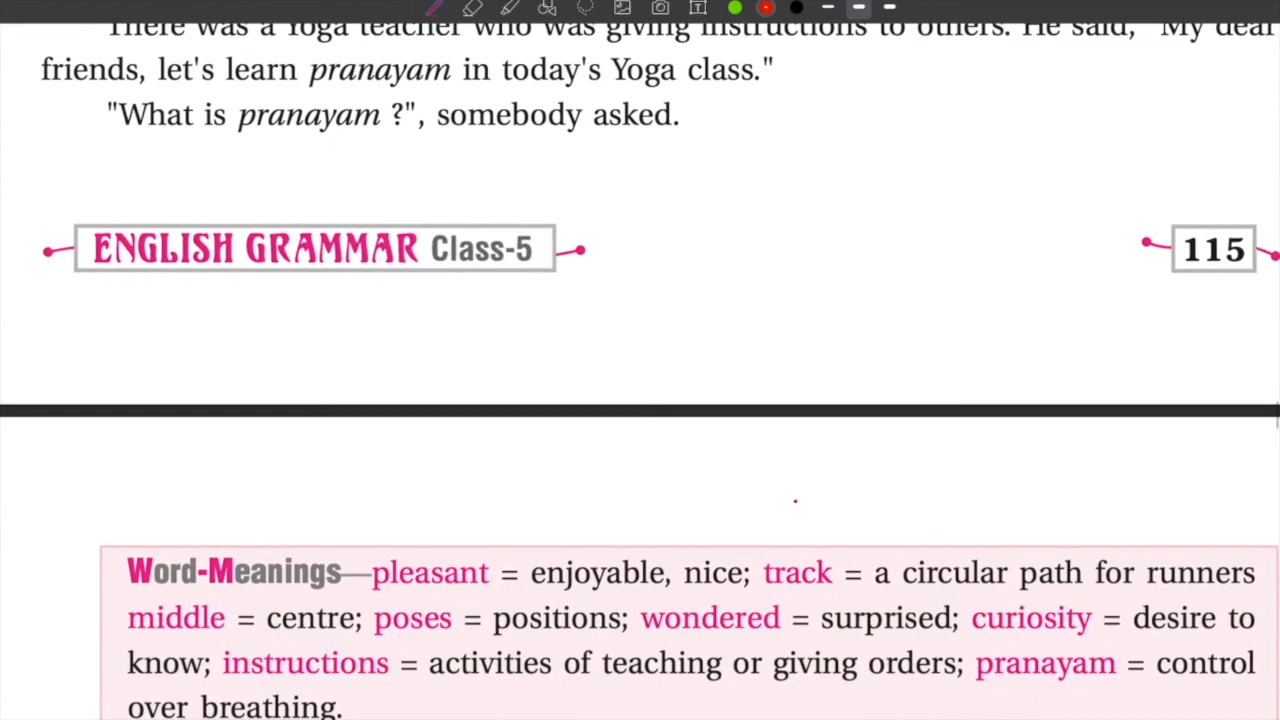 There was a Yoga teacher who was giving instructions to others. He said, "My dear
friends, let's learn pranayam in today's Yoga class."
"What is pranayam ?", somebody asked.
ENGLISH GRAMMAR Class-5
115
Word-Meanings—pleasant = enjoyable, nice; track = a circular path for runners
middle = centre; poses = positions; wondered = surprised; curiosity = desire to
know; instructions = activities of teaching or giving orders; pranayam = control
over breathing.